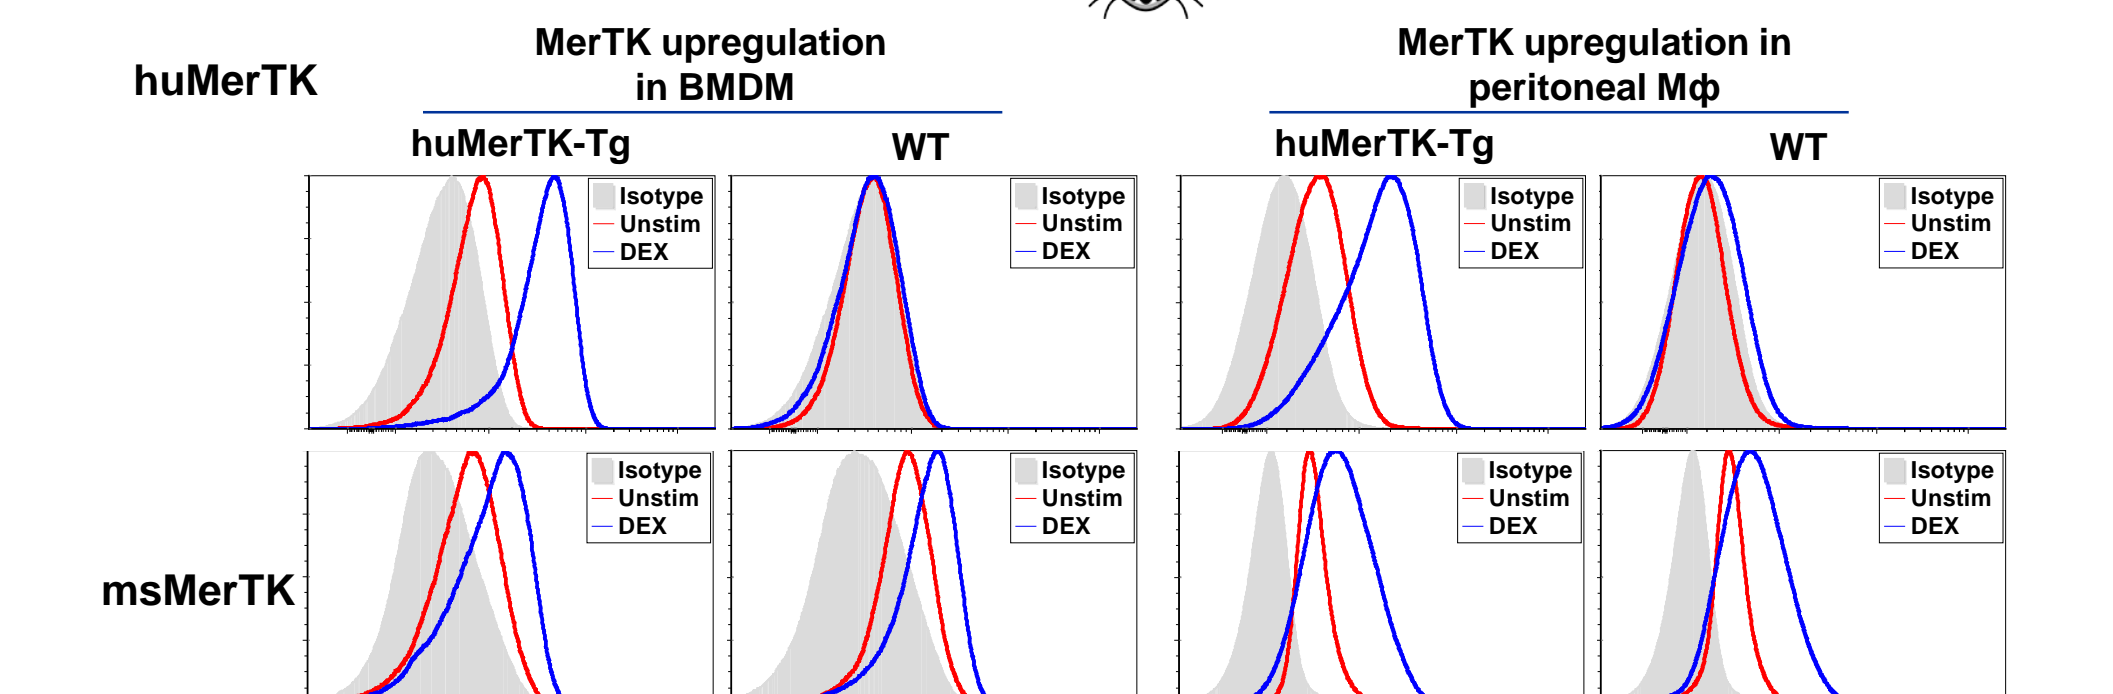 MerTK upregulation
in BMDM
MerTK upregulation in
peritoneal Mф
huMerTK
huMerTK-Tg
WT
huMerTK-Tg
WT
Isotype
Unstim
DEX
Isotype
Unstim
DEX
Isotype
Unstim
DEX
Isotype
Unstim
DEX
msMerTK
Isotype
Unstim
DEX
Isotype
Unstim
DEX
Isotype
Unstim
DEX
Isotype
Unstim
DEX